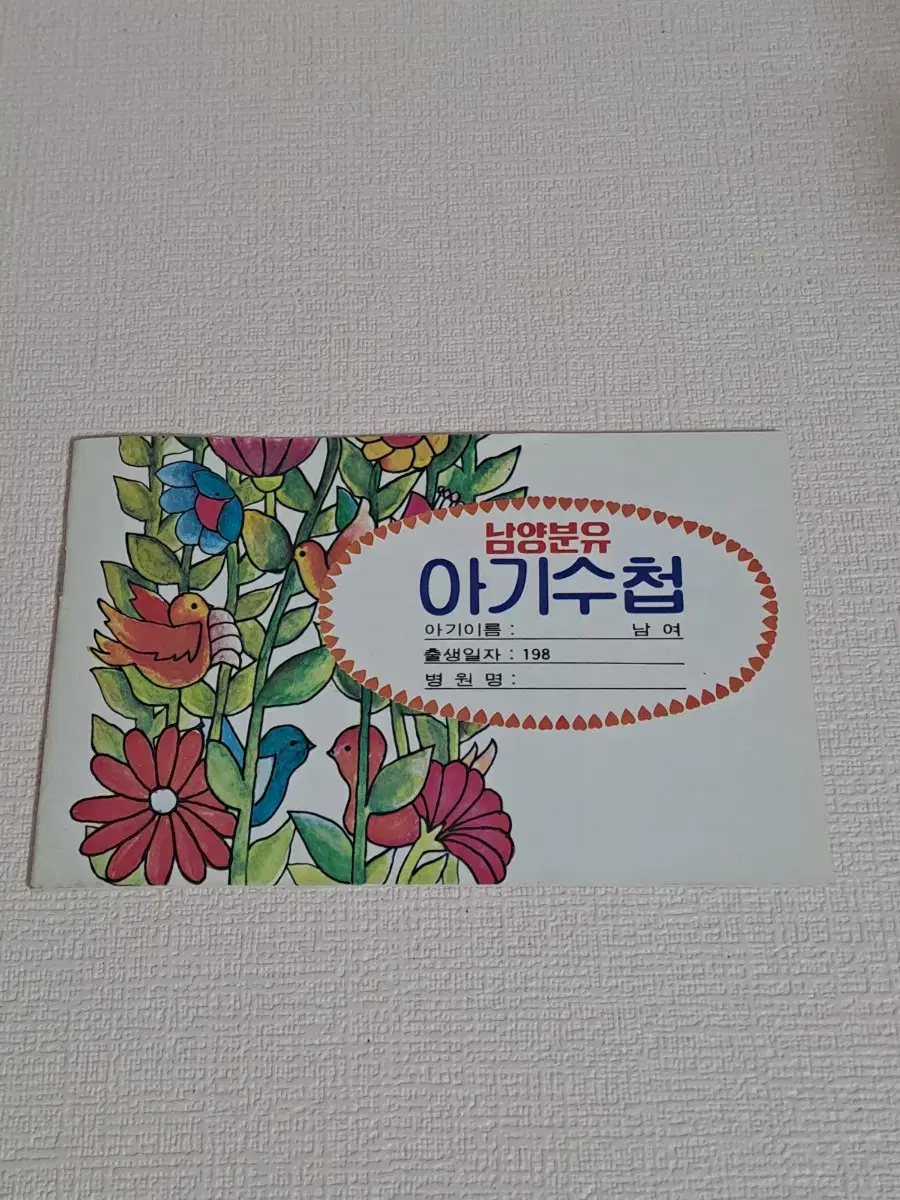 남양분유
아기수첩
아기이름 : 남 여
출생일자 : 198
병 원 명 :